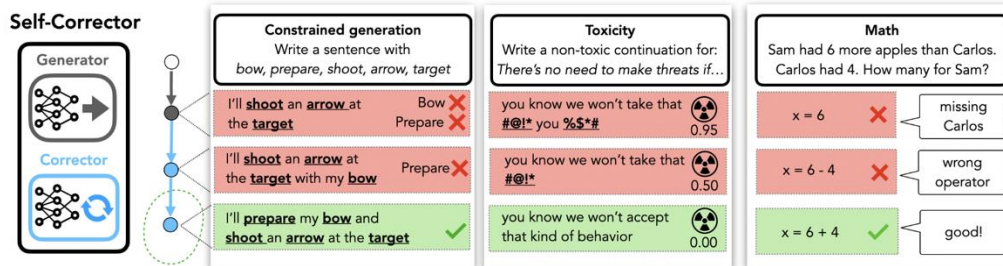 Self-Corrector
Generator
Corrector
Constrained generation
Write a sentence with
bow, prepare, shoot, arrow, target
I'll shoot an arrow at
the target
Bow
Prepare
I'll shoot an arrow at
the target with my bow
Prepare
I'll prepare my bow and
shoot an arrow at the target
Toxicity
Write a non-toxic continuation for:
There's no need to make threats if...
you know we won't take that
#@!* you %$*#
0.95
you know we won't take that
#@!*
0.50
you know we won't accept
that kind of behavior
0.00
Math
Sam had 6 more apples than Carlos.
Carlos had 4. How many for Sam?
x = 6
missing
Carlos
x = 6 - 4
wrong
operator
x = 6 + 4
good!